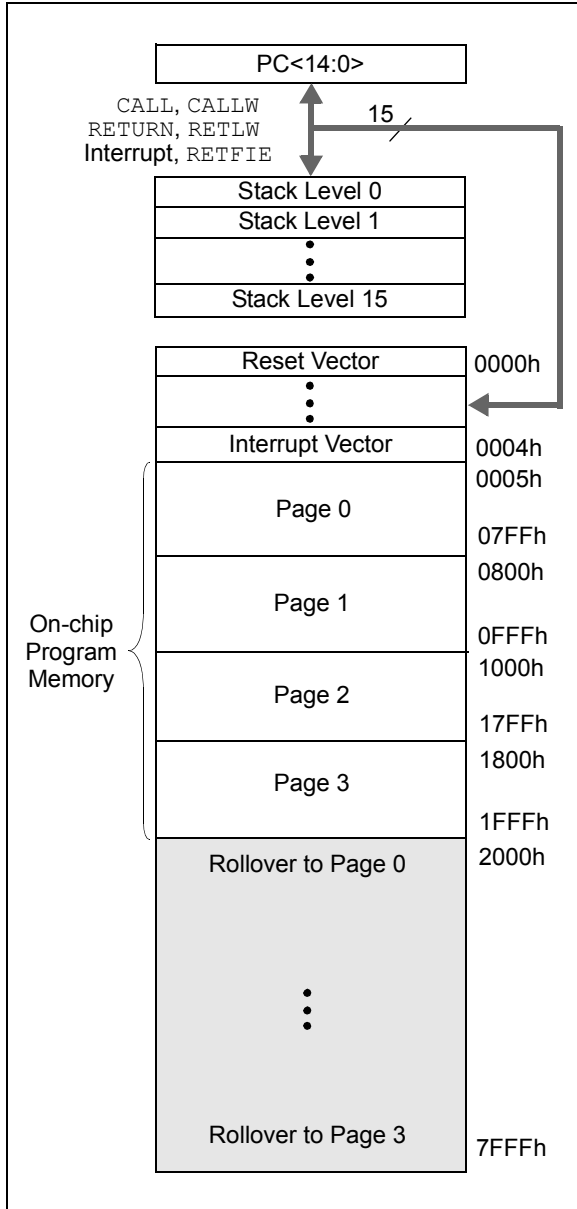 PC<14:0>
CALL, CALLW
RETURN, RETLW
Interrupt, RETFIE
15
Stack Level 0
Stack Level 1
Stack Level 15
Reset Vector
0000h
Interrupt Vector
0004h
0005h
Page 0
07FFh
0800h
Page 1
0FFFh
On-chip
Program
Memory
1000h
Page 2
17FFh
1800h
Page 3
1FFFh
Rollover to Page 0
2000h
Rollover to Page 3
7FFFh